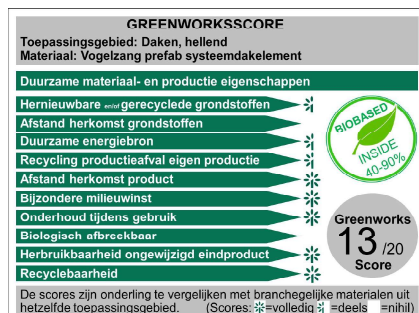 GREENWORKSSCORE
Toepassingsgebied: Daken, hellend
Materiaal: Vogelzang prefab systeemdakelement
Duurzame materiaal- en productie eigenschappen
Hernieuwbare en/of gerecyclede grondstoffen
Afstand herkomst grondstoffen
Duurzame energiebron
Recycling productieafval eigen productie
Afstand herkomst product
Bijzondere milieuwinst
Onderhoud tijdens gebruik
Biologisch afbreekbaar
Herbruikbaarheid ongewijzigd eindproduct
Recyclebaarheid
BIOBASED
INSIDE
40-90%
Greenworks
13/20
Score
De scores zijn onderling te vergelijken met branchegelijke materialen uit
hetzelfde toepassingsgebied. (Scores: =volledig =deels =nihil)